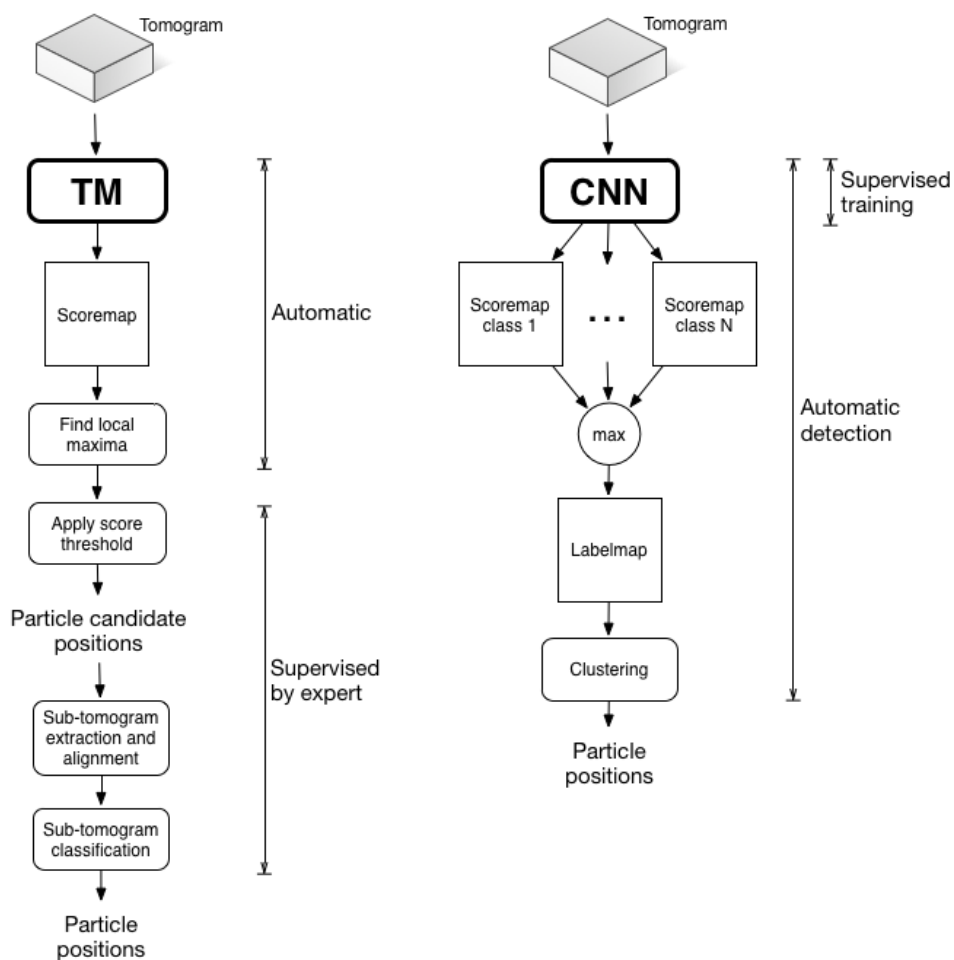 Tomogram
TM
Scoremap
Find local
maxima
Automatic
Apply score
threshold
Particle candidate
positions
Sub-tomogram
extraction and
alignment
Sub-tomogram
classification
Supervised
by expert
Particle
positions
Tomogram
CNN
Supervised
training
Scoremap
class 1
...
Scoremap
class N
max
Labelmap
Clustering
Automatic
detection
Particle
positions